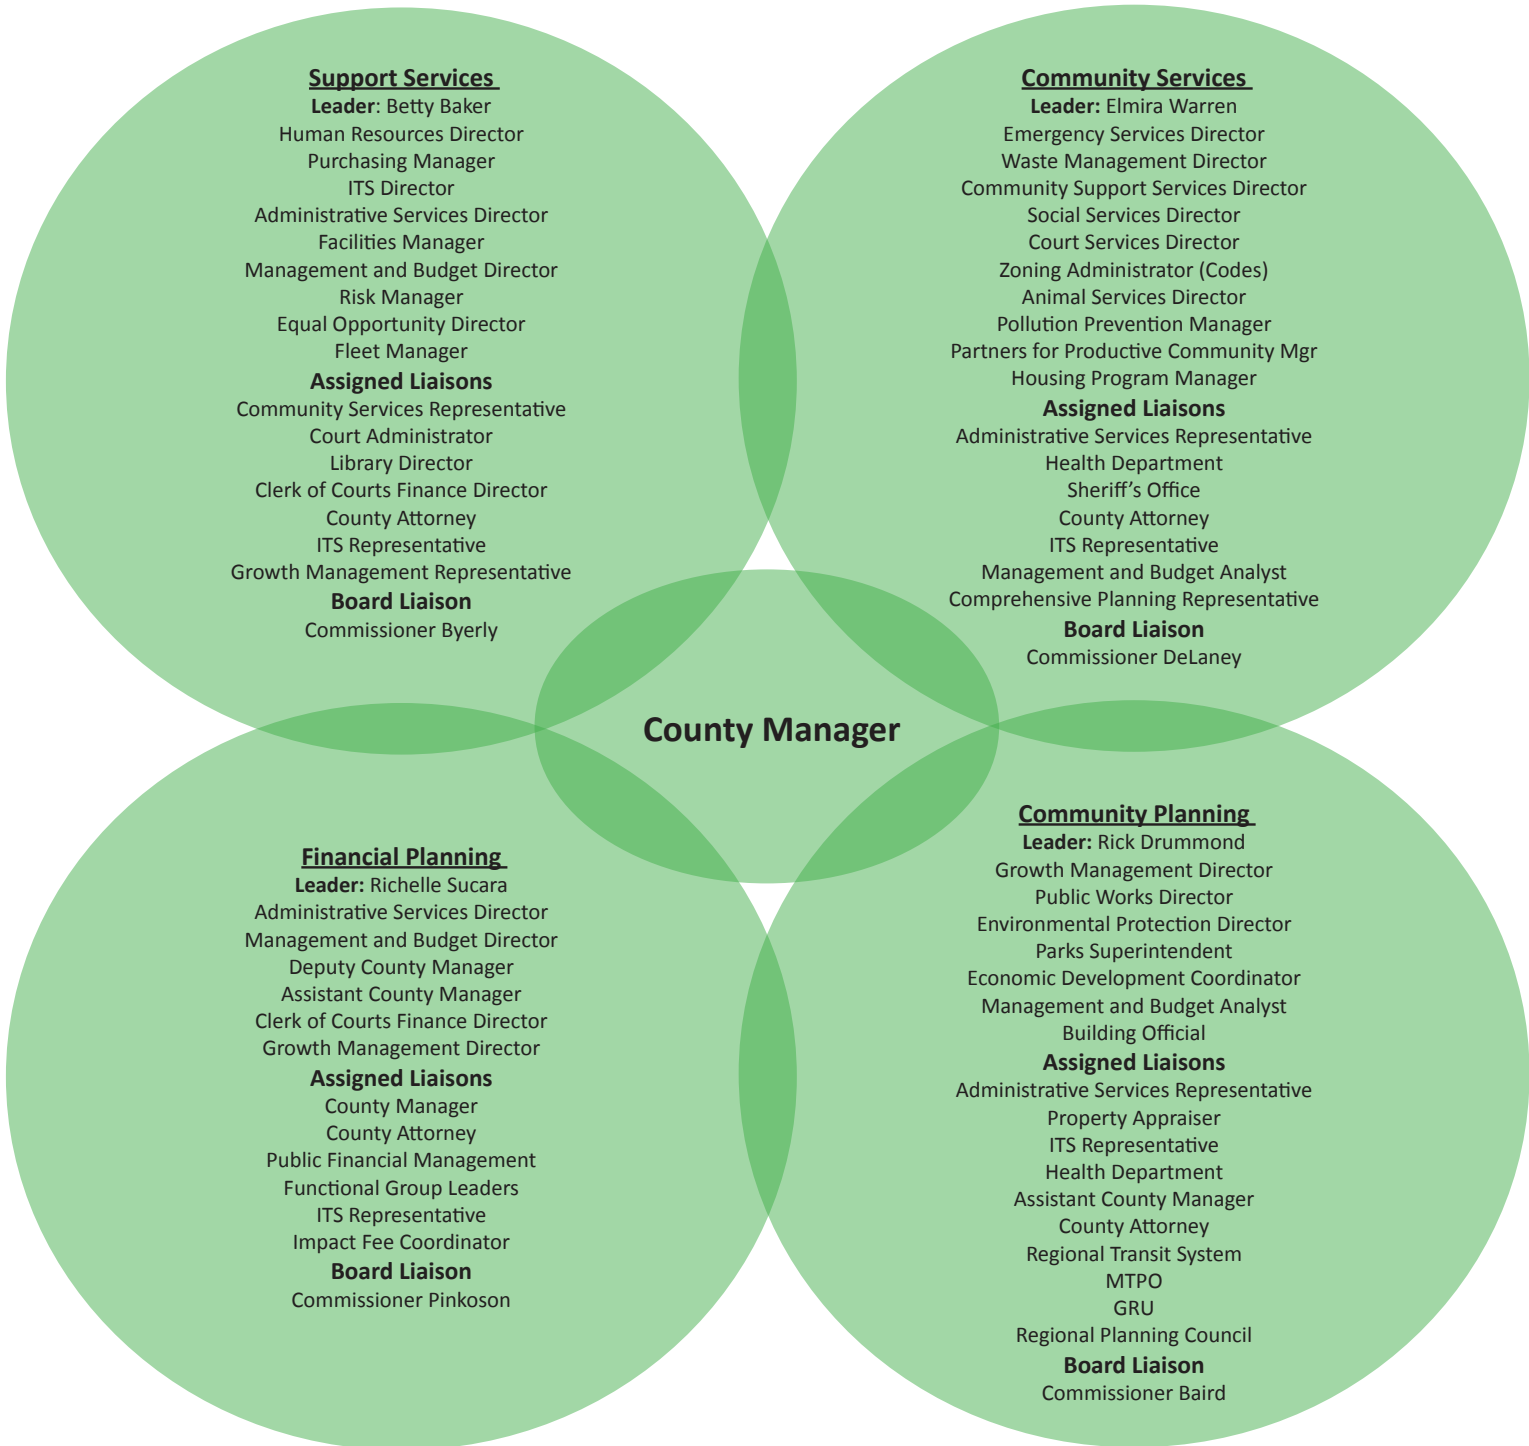 Support Services
Leader: Betty Baker
Human Resources Director
Purchasing Manager
ITS Director
Administrative Services Director
Facilities Manager
Management and Budget Director
Risk Manager
Equal Opportunity Director
Fleet Manager
Assigned Liaisons
Community Services Representative
Court Administrator
Library Director
Clerk of Courts Finance Director
County Attorney
ITS Representative
Growth Management Representative
Board Liaison
Commissioner Byerly
Community Services
Leader: Elmira Warren
Emergency Services Director
Waste Management Director
Community Support Services Director
Social Services Director
Court Services Director
Zoning Administrator (Codes)
Animal Services Director
Pollution Prevention Manager
Partners for Productive Community Mgr
Housing Program Manager
Assigned Liaisons
Administrative Services Representative
Health Department
Sheriff’s Office
County Attorney
ITS Representative
Management and Budget Analyst
Comprehensive Planning Representative
Board Liaison
Commissioner DeLaney
County Manager
Financial Planning
Leader: Richelle Sucara
Administrative Services Director
Management and Budget Director
Deputy County Manager
Assistant County Manager
Clerk of Courts Finance Director
Growth Management Director
Assigned Liaisons
County Manager
County Attorney
Public Financial Management
Functional Group Leaders
ITS Representative
Impact Fee Coordinator
Board Liaison
Commissioner Pinkoson
Community Planning
Leader: Rick Drummond
Growth Management Director
Public Works Director
Environmental Protection Director
Parks Superintendent
Economic Development Coordinator
Management and Budget Analyst
Building Official
Assigned Liaisons
Administrative Services Representative
Property Appraiser
ITS Representative
Health Department
Assistant County Manager
County Attorney
Regional Transit System
MTPO
GRU
Regional Planning Council
Board Liaison
Commissioner Baird